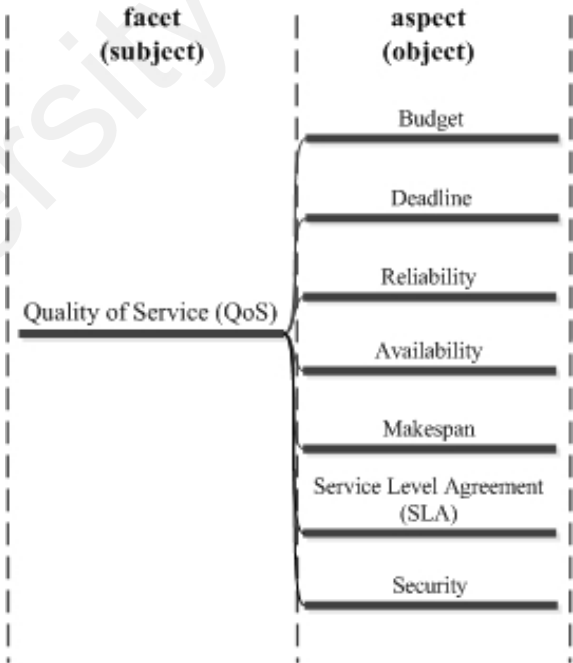 facet
(subject)
aspect
(object)
Budget
Deadline
Reliability
Quality of Service (QoS)
Availability
Makespan
Service Level Agreement
(SLA)
Security